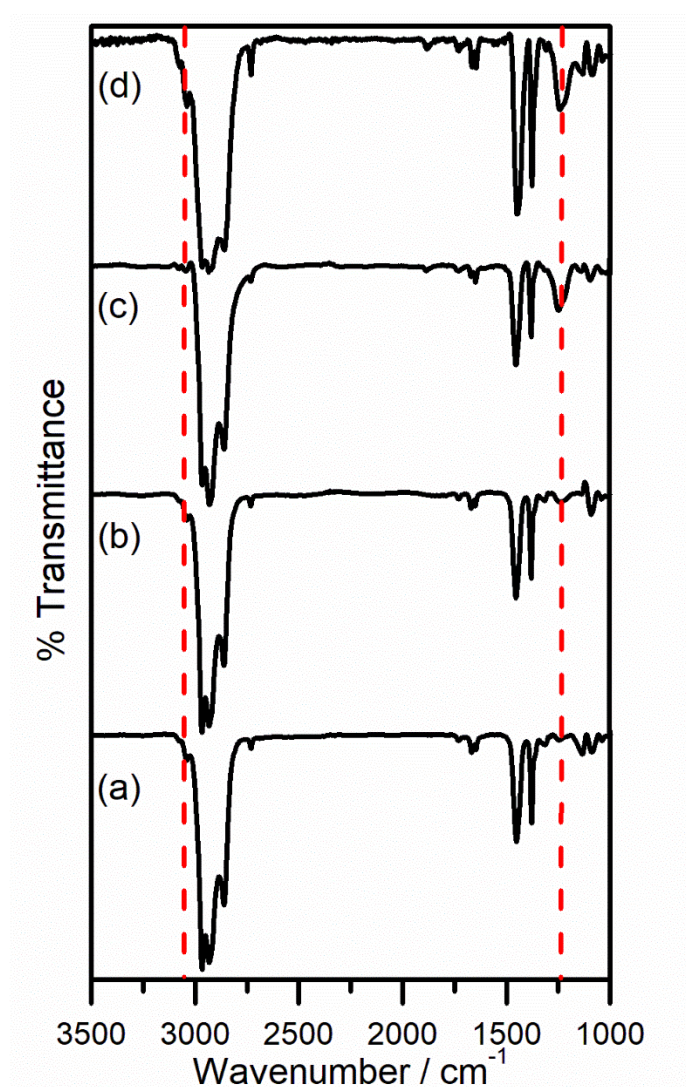 (d)
(c)
(b)
(a)
% Transmittance
3500 3000 2500 2000 1500 1000
Wavenumber / cm⁻¹